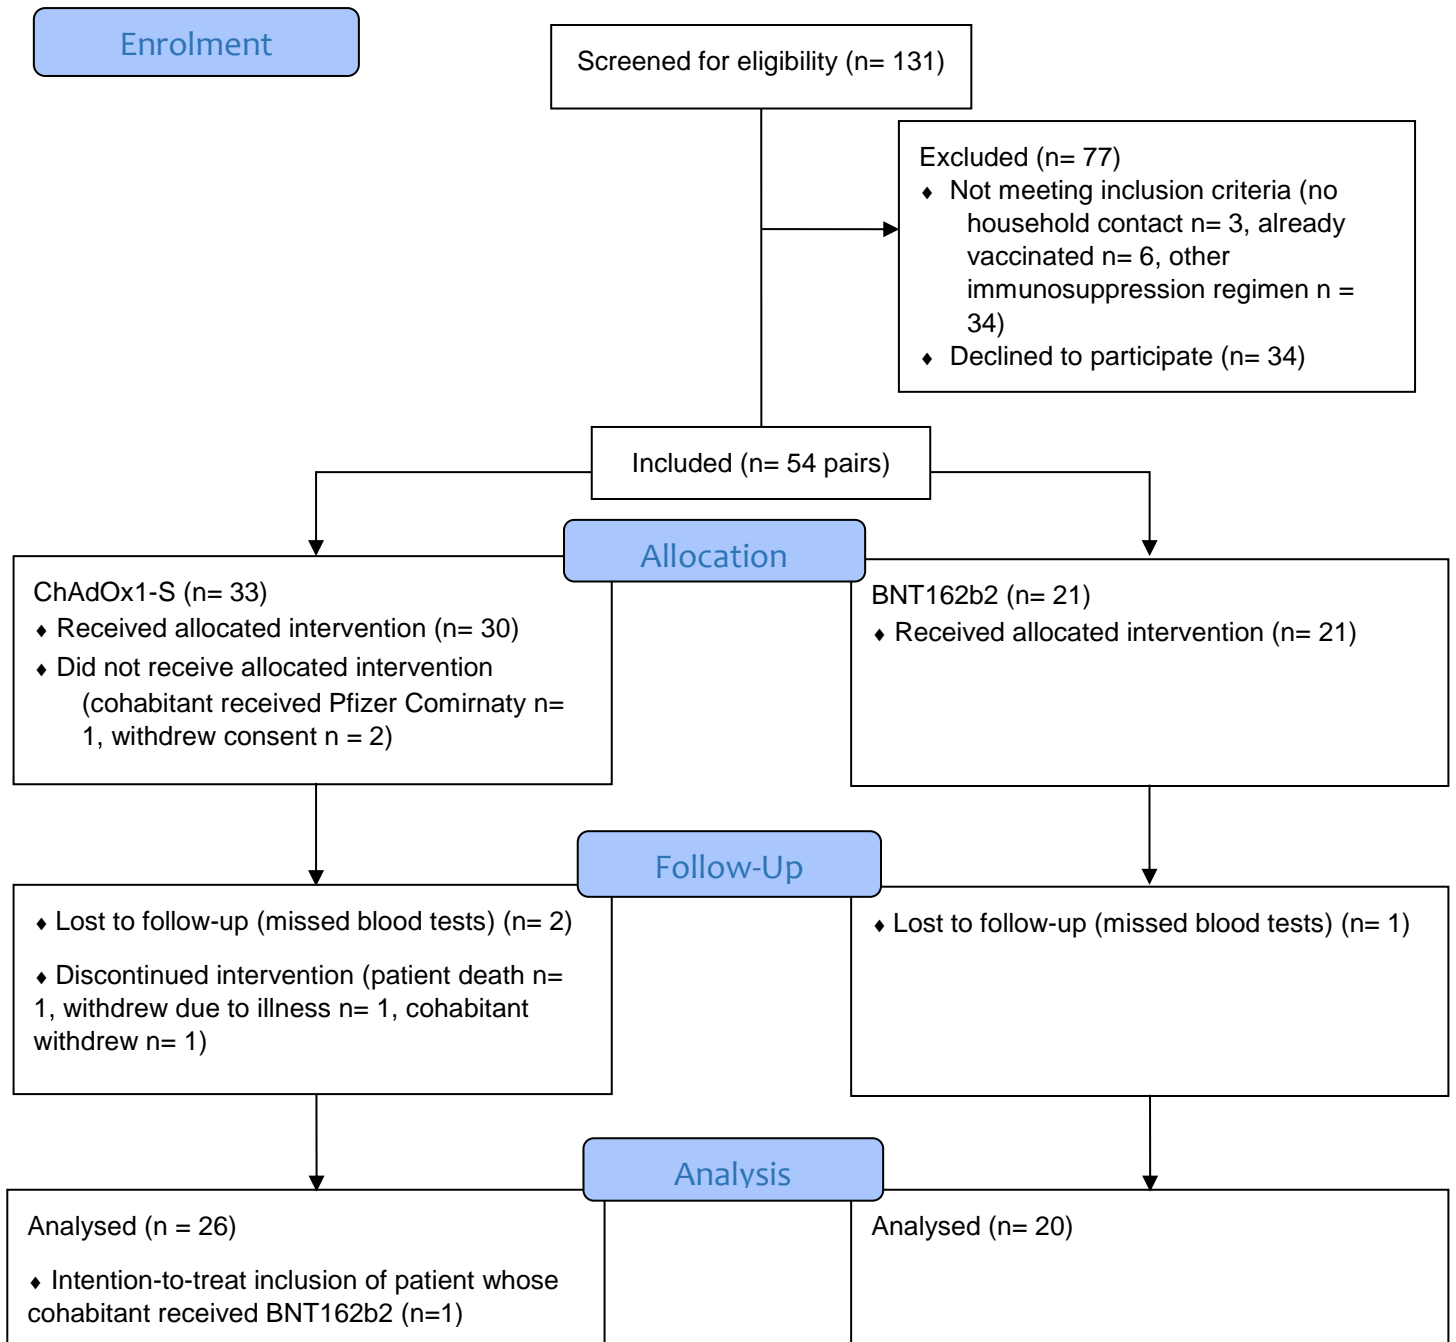 Enrolment
Screened for eligibility (n= 131)
Excluded (n= 77)
♦ Not meeting inclusion criteria (no
household contact n= 3, already
vaccinated n= 6, other
immunosuppression regimen n =
34)
♦ Declined to participate (n= 34)
Included (n= 54 pairs)
Allocation
ChAdOx1-S (n= 33)
♦ Received allocated intervention (n= 30)
♦ Did not receive allocated intervention
(cohabitant received Pfizer Comirnaty n=
1, withdrew consent n = 2)
BNT162b2 (n= 21)
♦ Received allocated intervention (n= 21)
Follow-Up
♦ Lost to follow-up (missed blood tests) (n= 2)
♦ Discontinued intervention (patient death n=
1, withdrew due to illness n= 1, cohabitant
withdrew n= 1)
♦ Lost to follow-up (missed blood tests) (n= 1)
Analysis
Analysed (n = 26)
♦ Intention-to-treat inclusion of patient whose
cohabitant received BNT162b2 (n=1)
Analysed (n= 20)